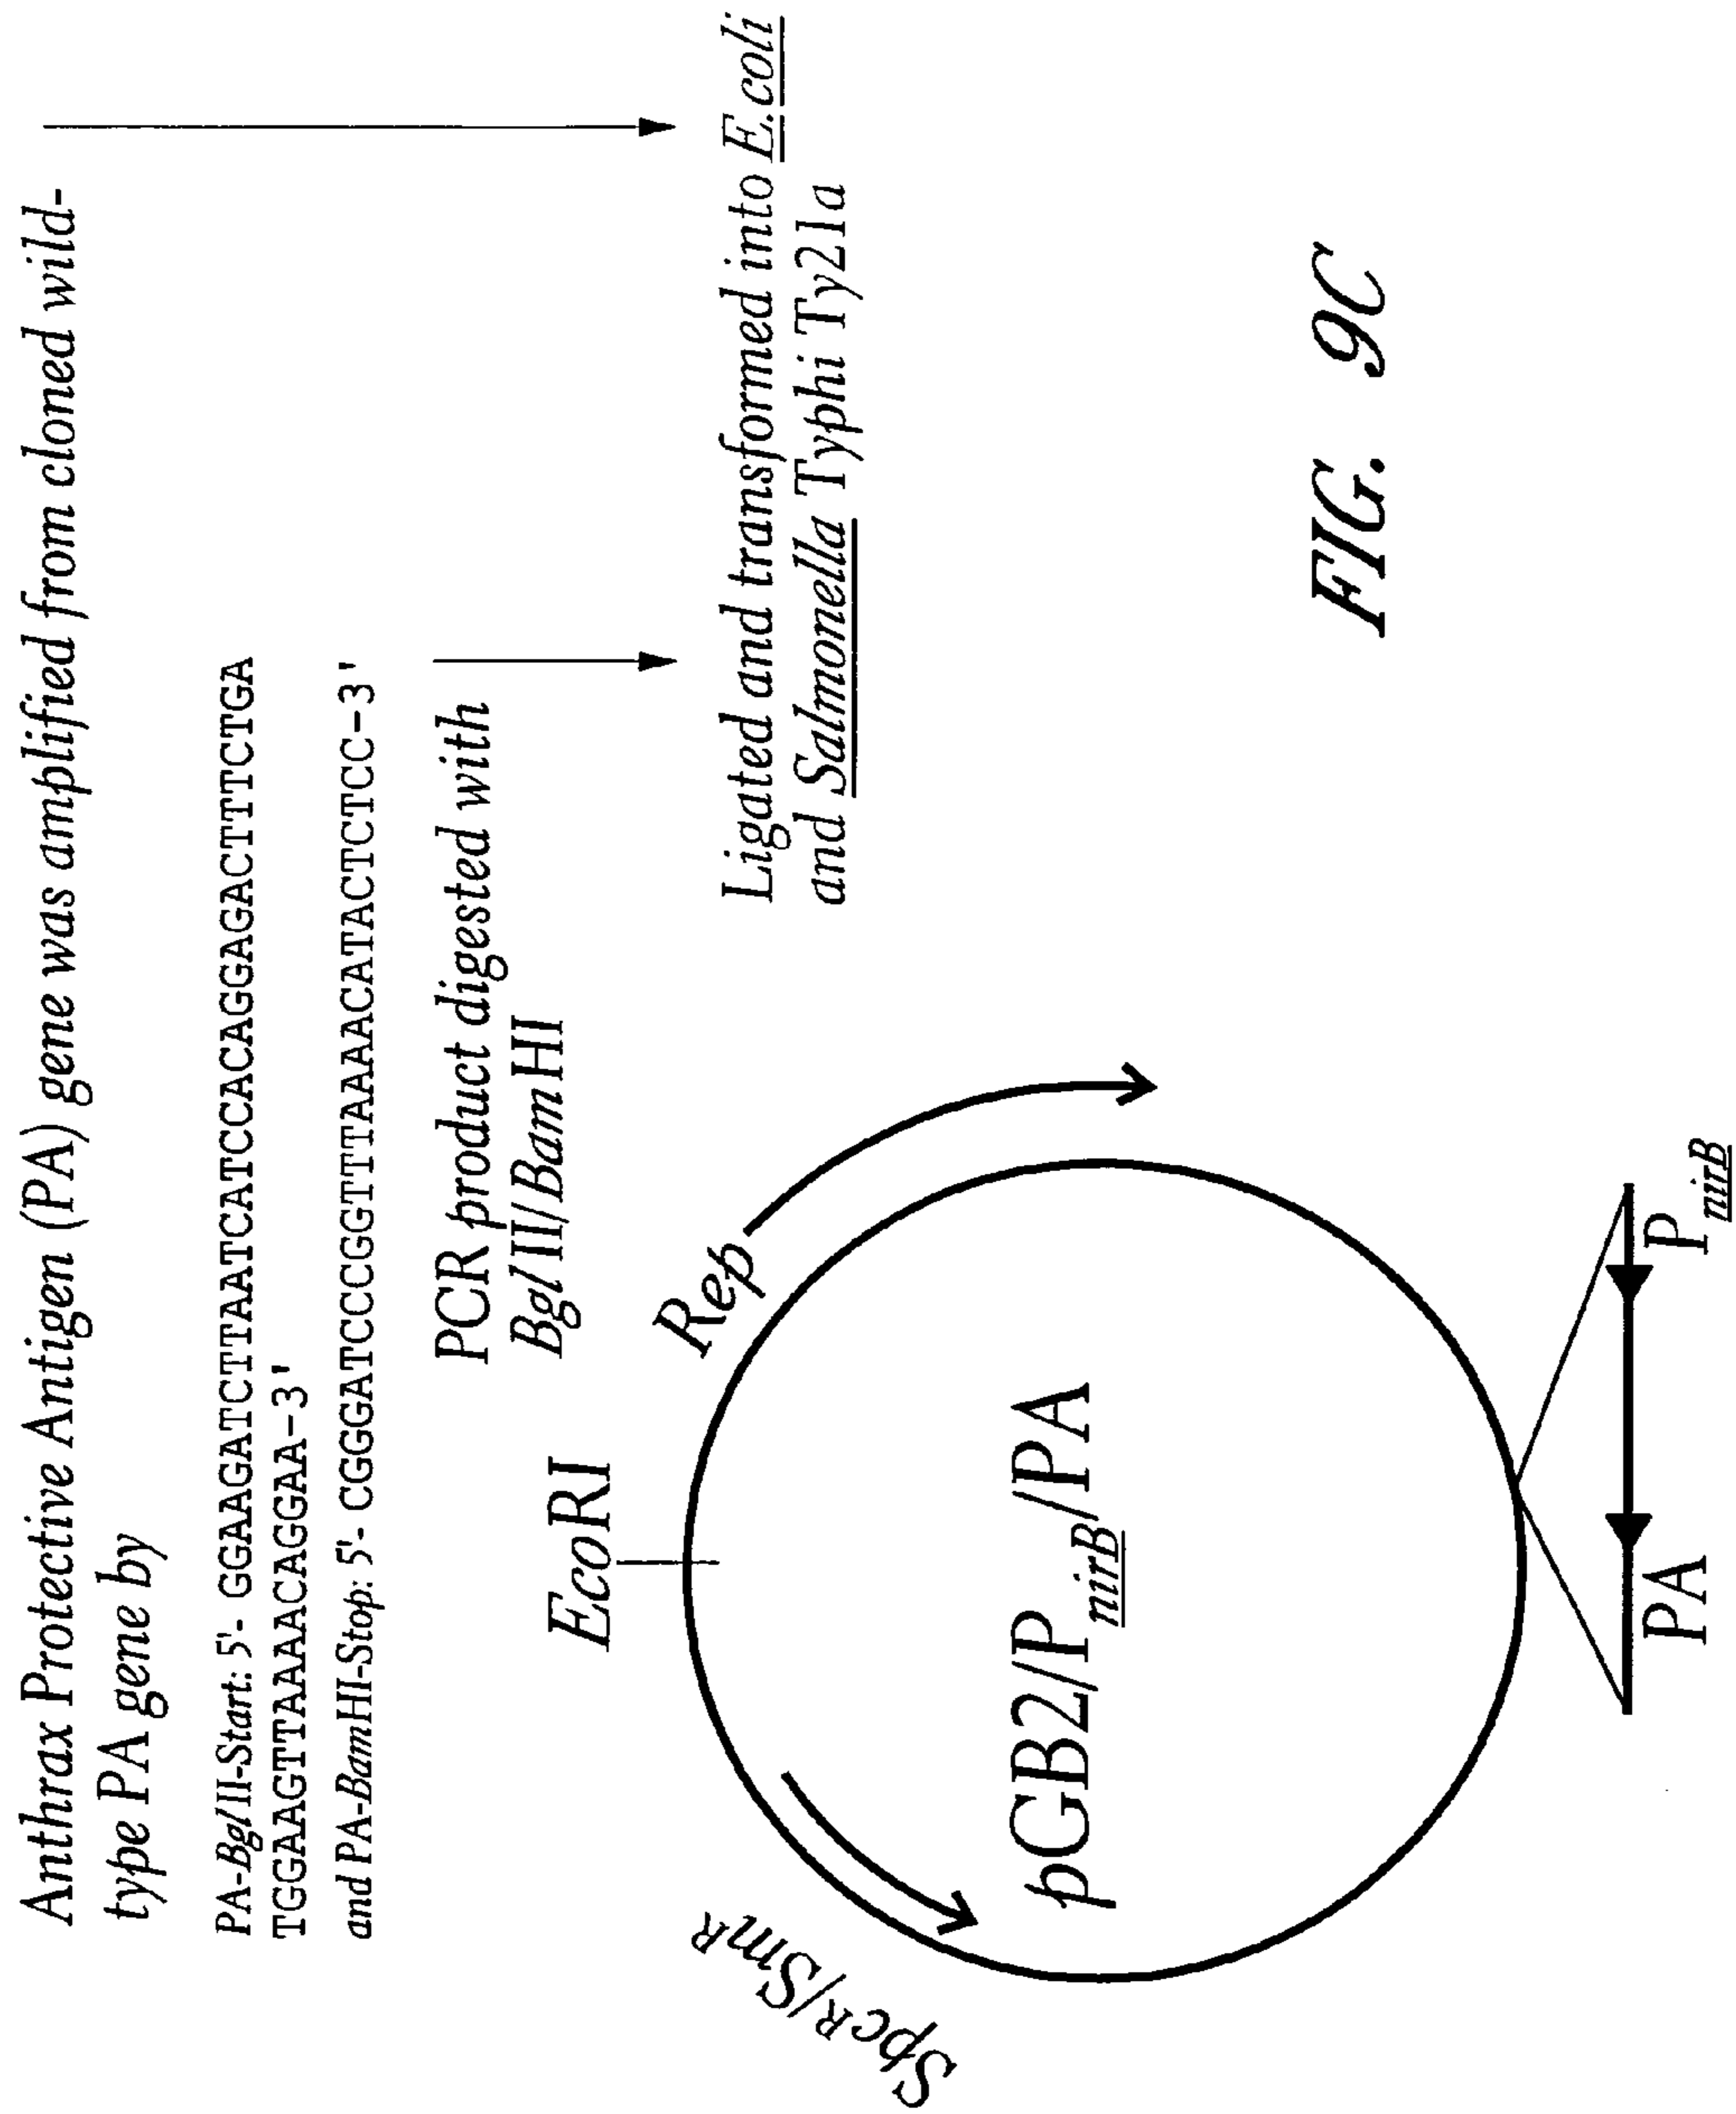 Anthrax Protective Antigen (PA) gene was amplified from cloned wild-
type PA gene by
PA-BglII-Start: 5'- GGAAGATCTTAATCATCCACAGGAGACTTTCTGA
TGGAAGTTAAACAGGAA-3'
and PA-BamHI-Stop: 5'- CGGGATCCCGGTTTAAACATACTCTCC-3'
PCR product digested with
BglII/BamHI
Ligated and transformed into E.coli
and Salmonella Typhi Ty21a
EcoRI
Rep
SpcR/SmR
pGB2/PnirB/PA
PA
PnirB
FIG. 9C